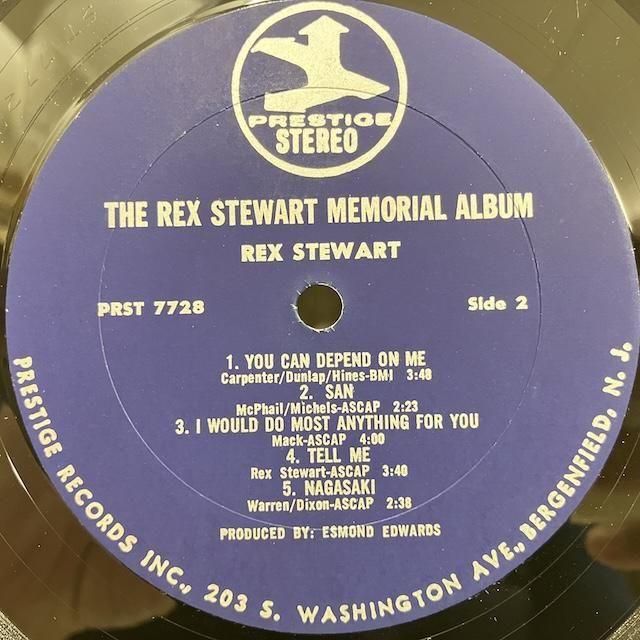 PRESTIGE
STEREO
THE REX STEWART MEMORIAL ALBUM
REX STEWART
PRST 7728 Side 2
1. YOU CAN DEPEND ON ME
Carpenter/Dunlap/Hines-BMI 3:48
2. SAN
McPhail/Michels-ASCAP 2:23
3. I WOULD DO MOST ANYTHING FOR YOU
Mack-ASCAP 4:00
4. TELL ME
Rex Stewart-ASCAP 3:40
5. NAGASAKI
Warren/Dixon-ASCAP 2:38
PRODUCED BY: ESMOND EDWARDS
PRESTIGE RECORDS INC., 203 S. WASHINGTON AVE., BERGENFIELD, N. J.